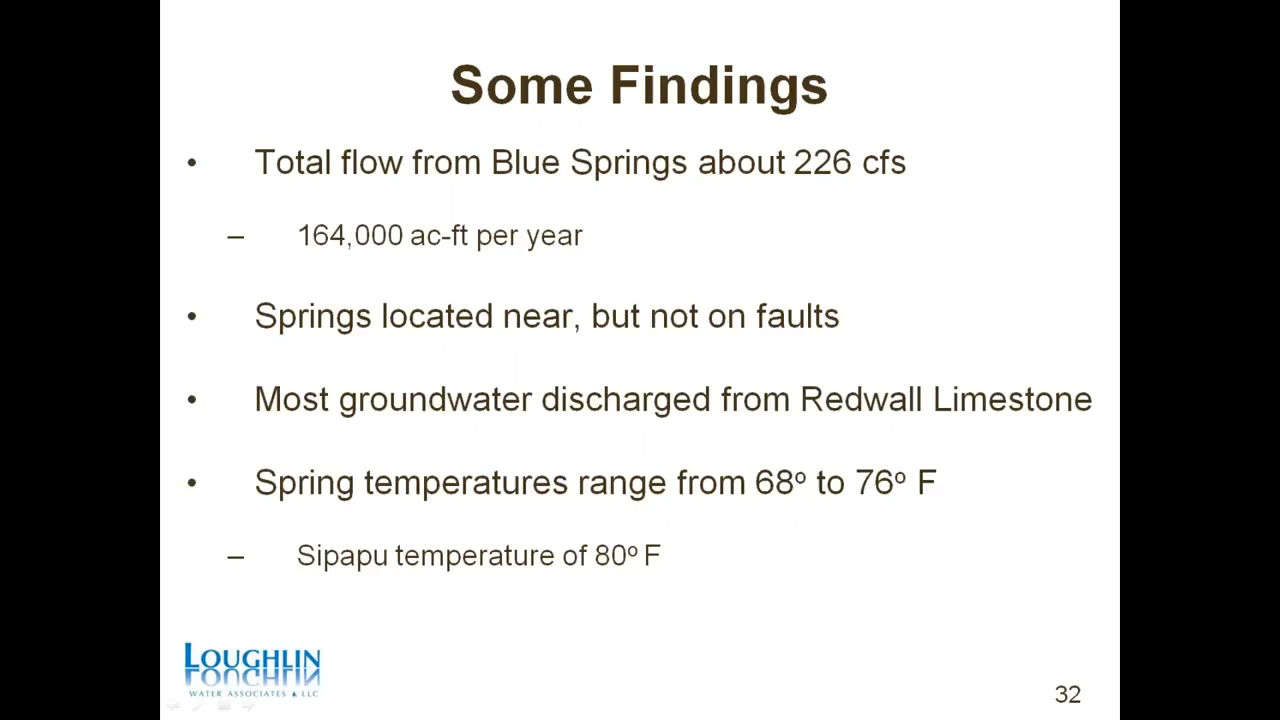 Some Findings
• Total flow from Blue Springs about 226 cfs
– 164,000 ac-ft per year
• Springs located near, but not on faults
• Most groundwater discharged from Redwall Limestone
• Spring temperatures range from 68º to 76º F
– Sipapu temperature of 80º F
LOUGHLIN
WATER ASSOCIATES LLC
32